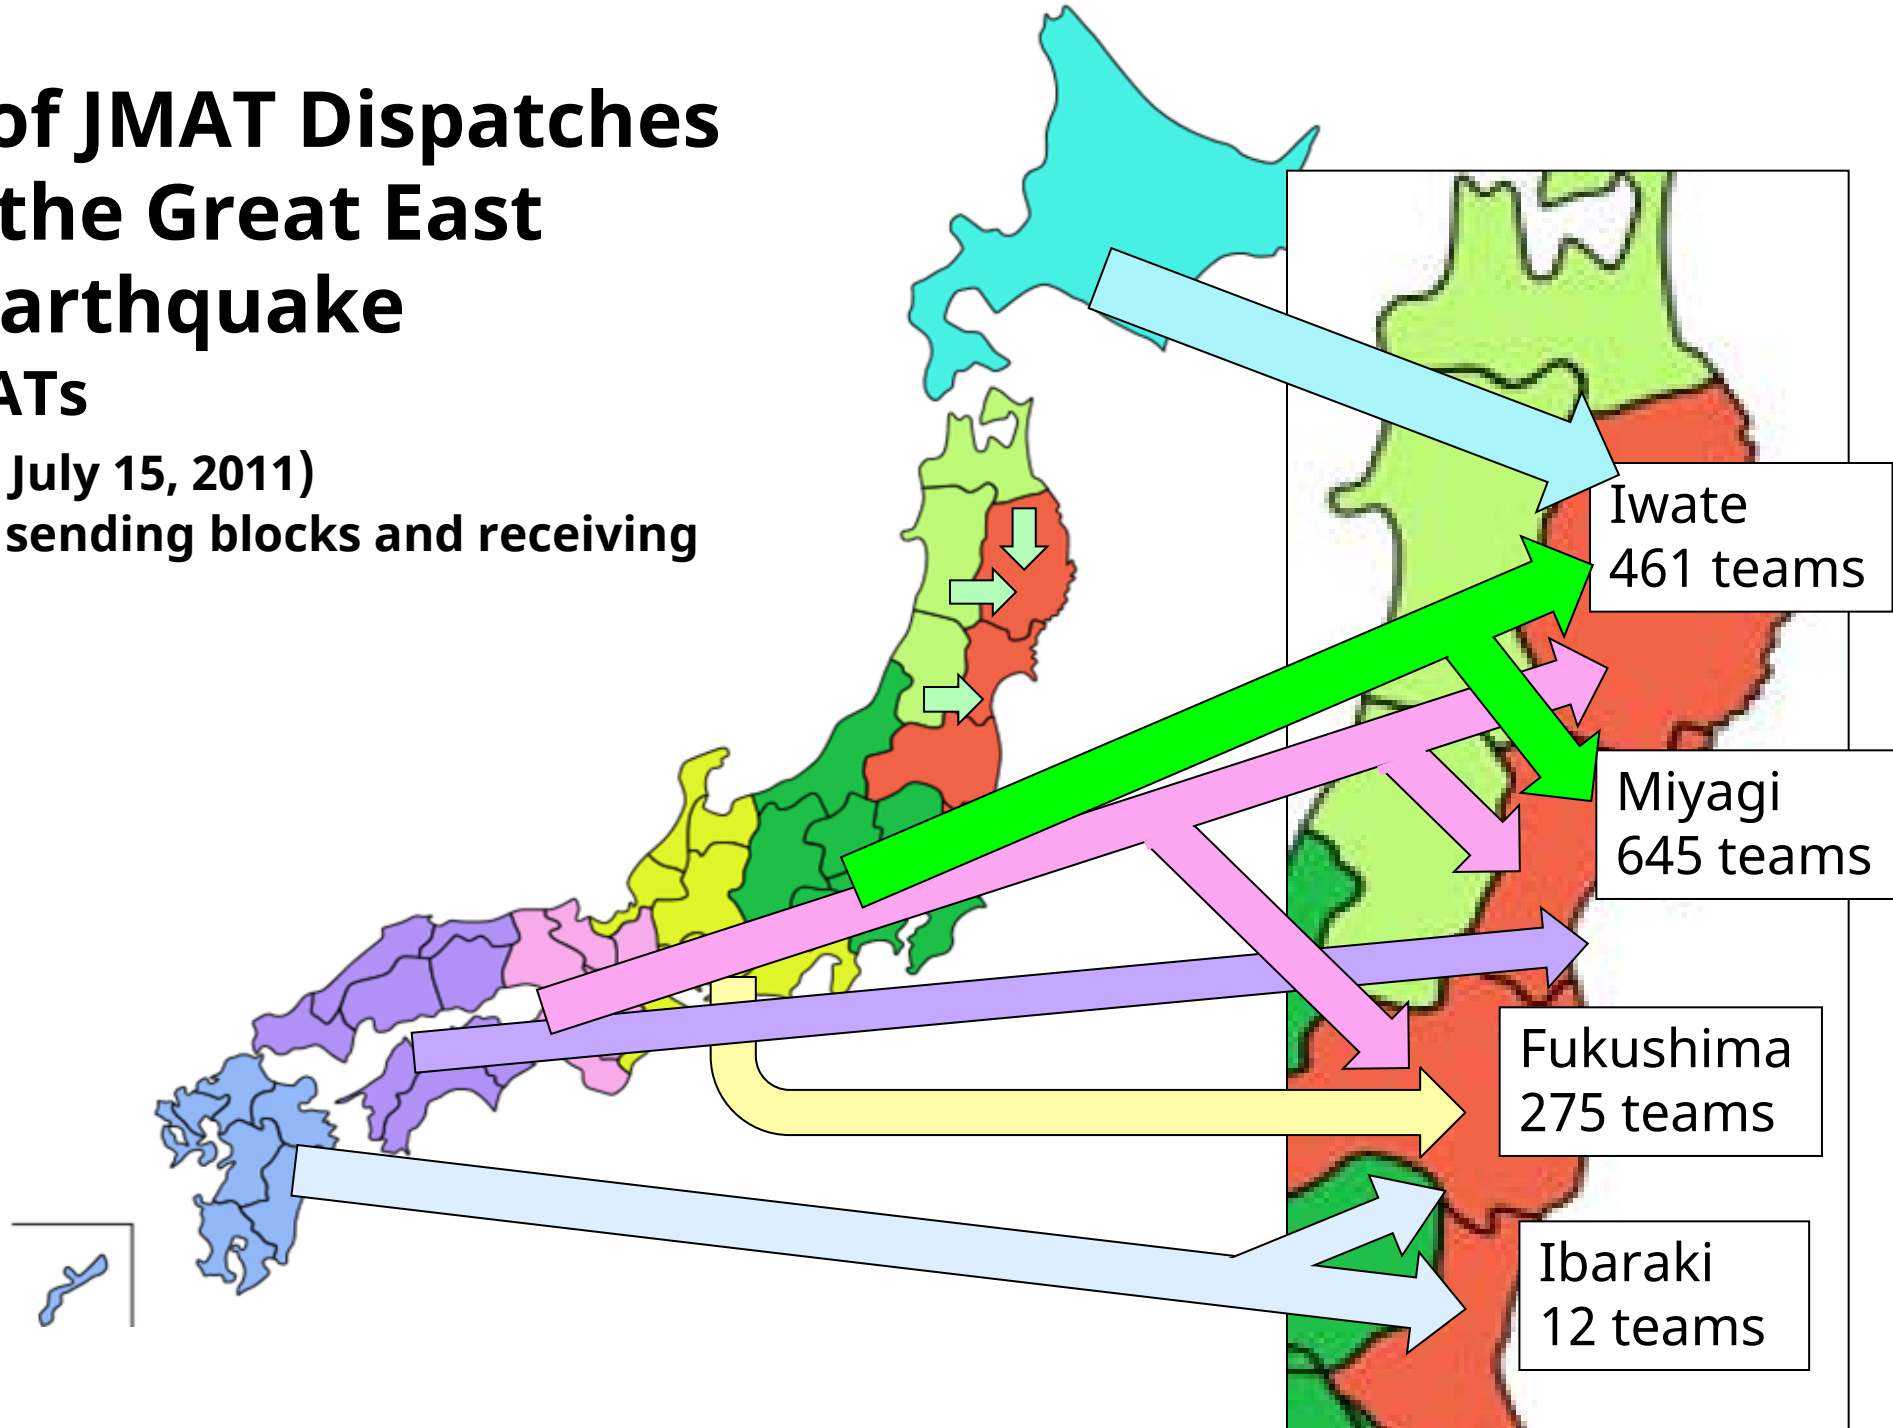 of JMAT Dispatches
the Great East
arthquake
ATs
July 15, 2011)
sending blocks and receiving
Iwate
461 teams
Miyagi
645 teams
Fukushima
275 teams
Ibaraki
12 teams